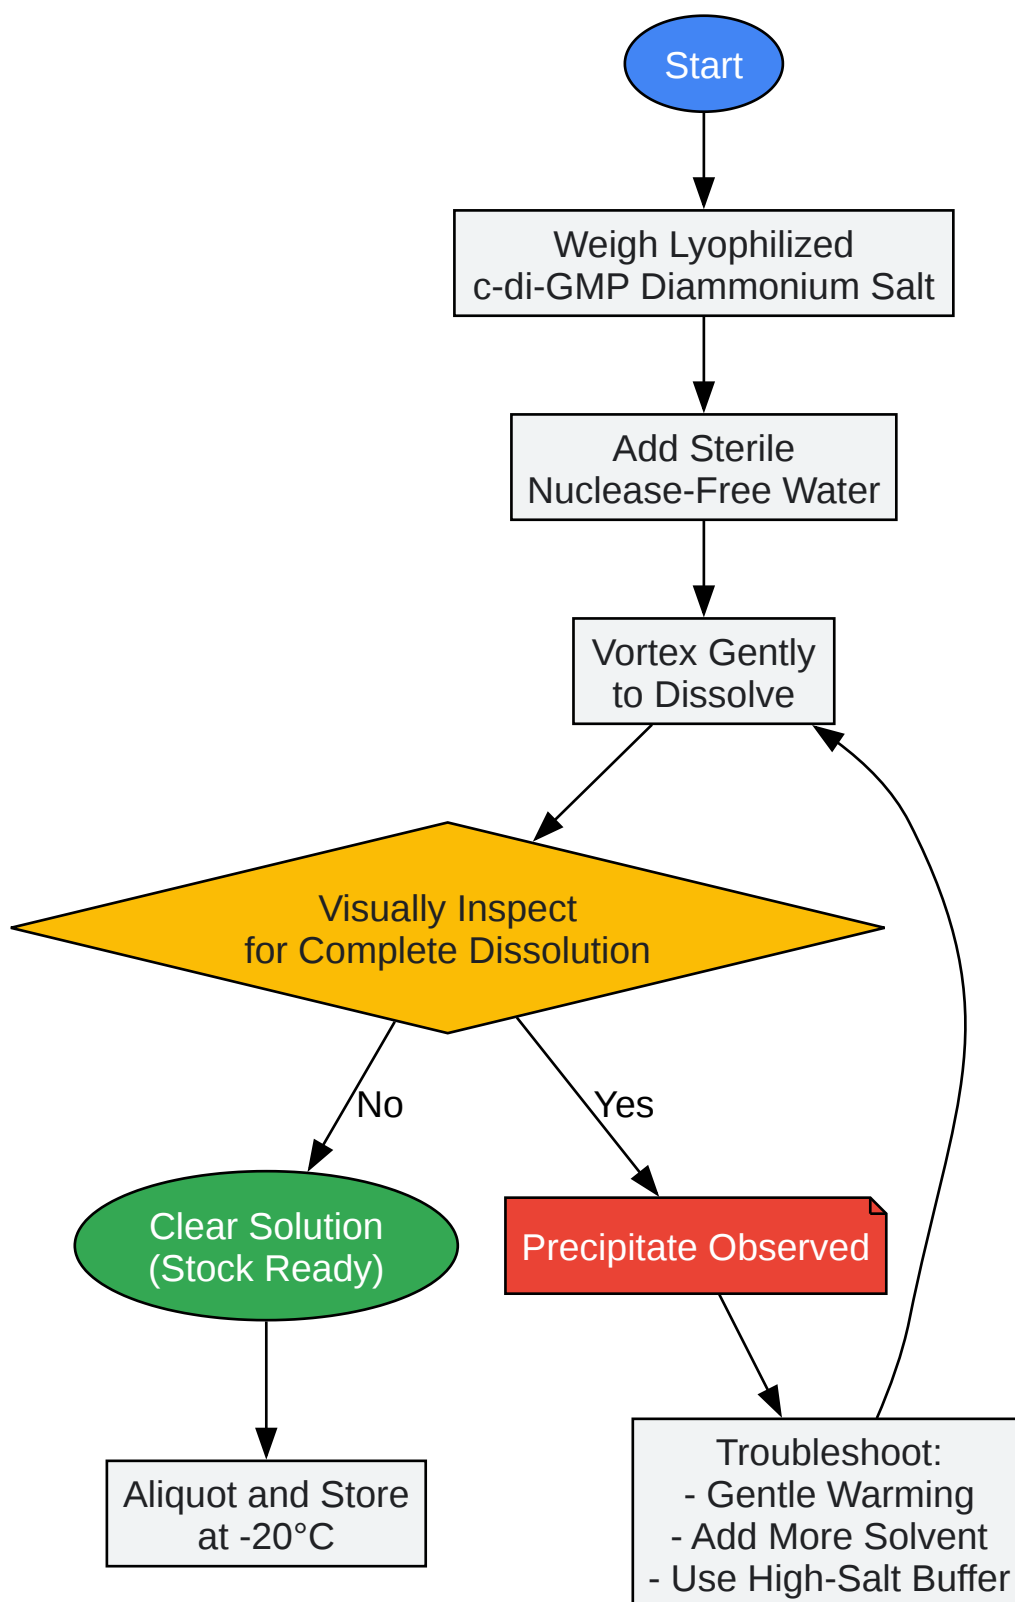 Start
Weigh Lyophilized
c-di-GMP Diammonium Salt
Add Sterile
Nuclease-Free Water
Vortex Gently
to Dissolve
Visually Inspect
for Complete Dissolution
No
Yes
Clear Solution
(Stock Ready)
Precipitate Observed
Aliquot and Store
at -20°C
Troubleshoot:
- Gentle Warming
- Add More Solvent
- Use High-Salt Buffer